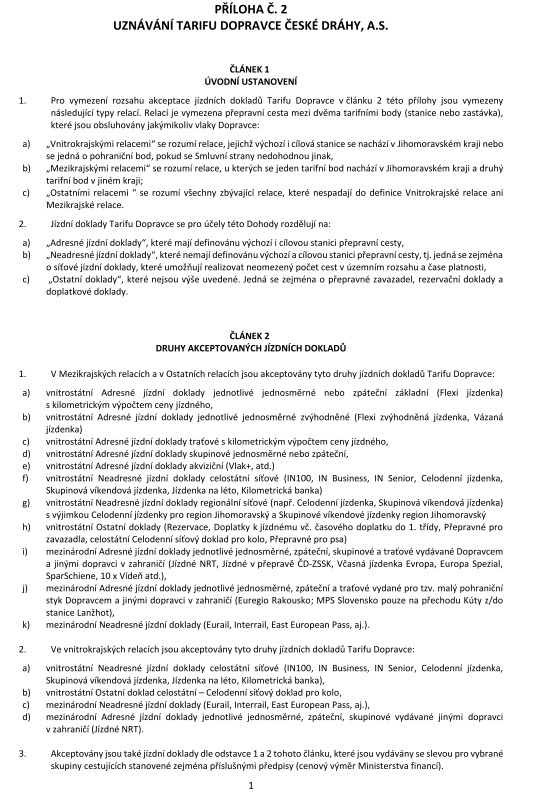 PŘÍLOHA Č. 2
UZNÁVÁNÍ TARIFU DOPRAVCE ČESKÉ DRÁHY, A.S.
ČLÁNEK 1
ÚVODNÍ USTANOVENÍ
1. Pro vymezení rozsahu akceptace jízdních dokladů Tarifu Dopravce v článku 2 této přílohy jsou vymezeny
následující typy relací. Relací je vymezena přepravní cesta mezi dvěma tarifními body (stanice nebo zastávka),
které jsou obsluhovány jakýmikoliv vlaky Dopravce:
a) „Vnitrokrajskými relacemi“ se rozumí relace, jejichž výchozí i cílová stanice se nachází v Jihomoravském kraji nebo
se jedná o pohraniční bod, pokud se Smluvní strany nedohodnou jinak,
b) „Mezikrajskými relacemi“ se rozumí relace, u kterých se jeden tarifní bod nachází v Jihomoravském kraji a druhý
tarifní bod v jiném kraji;
c) „Ostatními relacemi “ se rozumí všechny zbývající relace, které nespadají do definice Vnitrokrajské relace ani
Mezikrajské relace.
2. Jízdní doklady Tarifu Dopravce se pro účely této Dohody rozdělují na:
a) „Adresné jízdní doklady“, které mají definovánu výchozí i cílovou stanici přepravní cesty,
b) „Neadresné jízdní doklady“, které nemají definovánu výchozí a cílovou stanici přepravní cesty, tj. jedná se zejména
o síťové jízdní doklady, které umožňují realizovat neomezený počet cest v územním rozsahu a čase platnosti,
c) „Ostatní doklady“, které nejsou výše uvedené. Jedná se zejména o přepravné zavazadel, rezervační doklady a
doplatkové doklady.
ČLÁNEK 2
DRUHY AKCEPTOVANÝCH JÍZDNÍCH DOKLADŮ
1. V Mezikrajských relacích a v Ostatních relacích jsou akceptovány tyto druhy jízdních dokladů Tarifu Dopravce:
a) vnitrostátní Adresné jízdní doklady jednotlivé jednosměrné nebo zpáteční základní (Flexi jízdenka)
s kilometrickým výpočtem ceny jízdného,
b) vnitrostátní Adresné jízdní doklady jednotlivé jednosměrné zvýhodněné (Flexi zvýhodněná jízdenka, Vázaná
jízdenka)
c) vnitrostátní Adresné jízdní doklady traťové s kilometrickým výpočtem ceny jízdného,
d) vnitrostátní Adresné jízdní doklady skupinové jednosměrné nebo zpáteční,
e) vnitrostátní Adresné jízdní doklady akviziční (Vlak+, atd.)
f) vnitrostátní Neadresné jízdní doklady celostátní síťové (IN100, IN Business, IN Senior, Celodenní jízdenka,
Skupinová víkendová jízdenka, Jízdenka na léto, Kilometrická banka)
g) vnitrostátní Neadresné jízdní doklady regionální síťové (např. Celodenní jízdenka, Skupinová víkendová jízdenka)
s výjimkou Celodenní jízdenky pro region Jihomoravský a Skupinové víkendové jízdenky region Jihomoravský
h) vnitrostátní Ostatní doklady (Rezervace, Doplatky k jízdnému vč. časového doplatku do 1. třídy, Přepravné pro
zavazadla, celostátní Celodenní síťový doklad pro kolo, Přepravné pro psa)
i) mezinárodní Adresné jízdní doklady jednotlivé jednosměrné, zpáteční, skupinové a traťové vydávané Dopravcem
a jinými dopravci v zahraničí (Jízdné NRT, Jízdné v přepravě ČD-ZSSK, Včasná jízdenka Evropa, Europa Spezial,
SparSchiene, 10 x Vídeň atd.),
j) mezinárodní Adresné jízdní doklady jednotlivé jednosměrné, zpáteční a traťové vydané pro tzv. malý pohraniční
styk Dopravcem a jinými dopravci v zahraničí (Euregio Rakousko; MPS Slovensko pouze na přechodu Kúty z/do
stanice Lanžhot),
k) mezinárodní Neadresné jízdní doklady (Eurail, Interrail, East European Pass, aj.).
2. Ve vnitrokrajských relacích jsou akceptovány tyto druhy jízdních dokladů Tarifu Dopravce:
a) vnitrostátní Neadresné jízdní doklady celostátní síťové (IN100, IN Business, IN Senior, Celodenní jízdenka,
Skupinová víkendová jízdenka, Jízdenka na léto, Kilometrická banka),
b) vnitrostátní Ostatní doklad celostátní – Celodenní síťový doklad pro kolo,
c) mezinárodní Neadresné jízdní doklady (Eurail, Interrail, East European Pass, aj.),
d) mezinárodní Adresné jízdní doklady jednotlivé jednosměrné, zpáteční, skupinové vydávané jinými dopravci
v zahraničí (Jízdné NRT).
3. Akceptovány jsou také jízdní doklady dle odstavce 1 a 2 tohoto článku, které jsou vydávány se slevou pro vybrané
skupiny cestujících stanovené zejména příslušnými předpisy (cenový výměr Ministerstva financí).
1